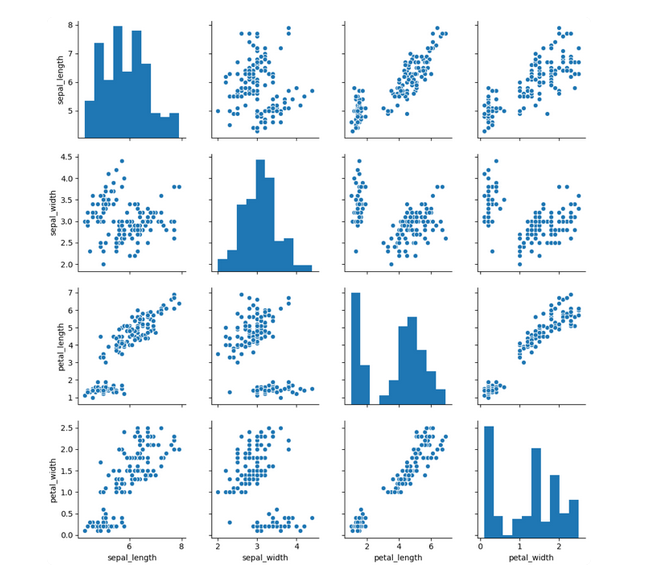 8
7
6
5
sepal_length
4.5
4.0
3.5
3.0
2.5
2.0
sepal_width
7
6
5
4
3
2
1
petal_length
2.5
2.0
1.5
1.0
0.5
0.0
petal_width
6 8
sepal_length
2 3 4
sepal_width
2 4 6
petal_length
0 1 2
petal_width